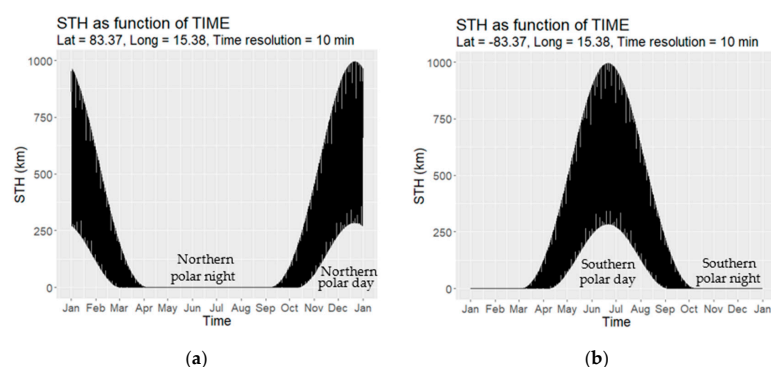 STH as function of TIME
Lat = 83.37, Long = 15.38, Time resolution = 10 min
1000
750
500
250
0
STH (km)
Northern
polar night
Northern
polar day
Jan Feb Mar Apr May Jun Jul Aug Sep Oct Nov Dec Jan
Time
(a)
STH as function of TIME
Lat = -83.37, Long = 15.38, Time resolution = 10 min
1000
750
500
250
0
STH (km)
Southern
polar day
Southern
polar night
Jan Feb Mar Apr May Jun Jul Aug Sep Oct Nov Dec Jan
Time
(b)